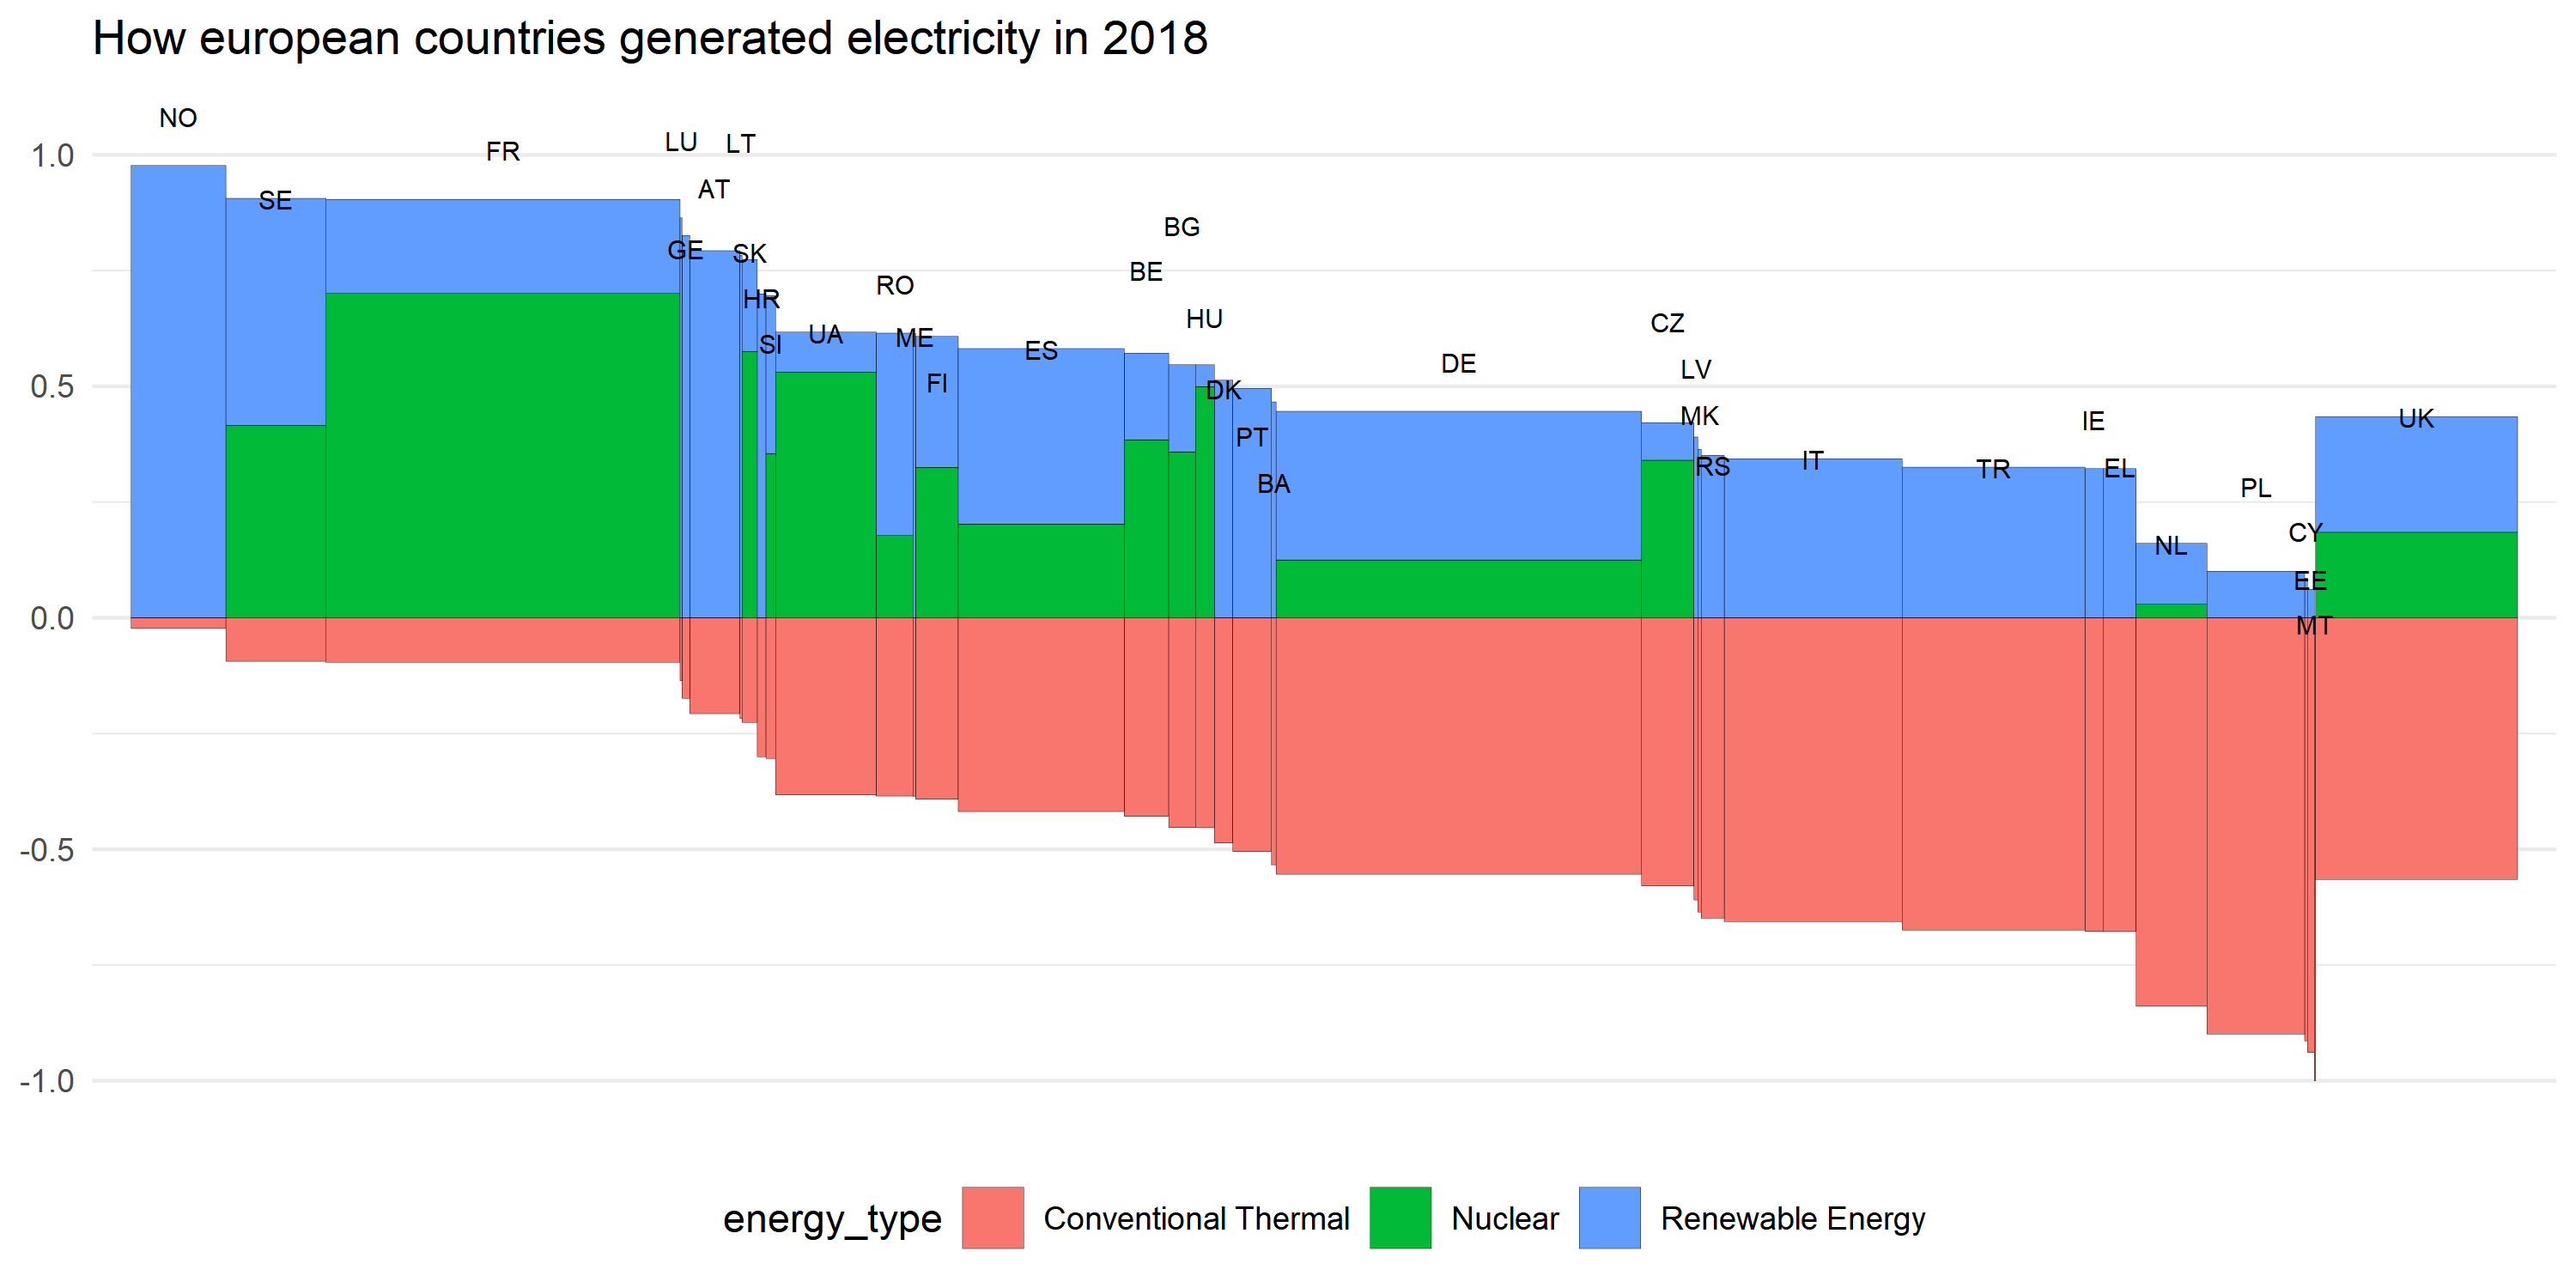 How european countries generated electricity in 2018
NO
SE
FR
LU
GE
AT
LT
SK
HR
SI
UA
RO
ME
FI
ES
BE
BG
HU
DK
PT
BA
DE
CZ
LV
MK
RS
IT
TR
IE
EL
NL
PL
CY
EE
MT
UK
1.0
0.5
0.0
-0.5
-1.0
energy_type Conventional Thermal Nuclear Renewable Energy